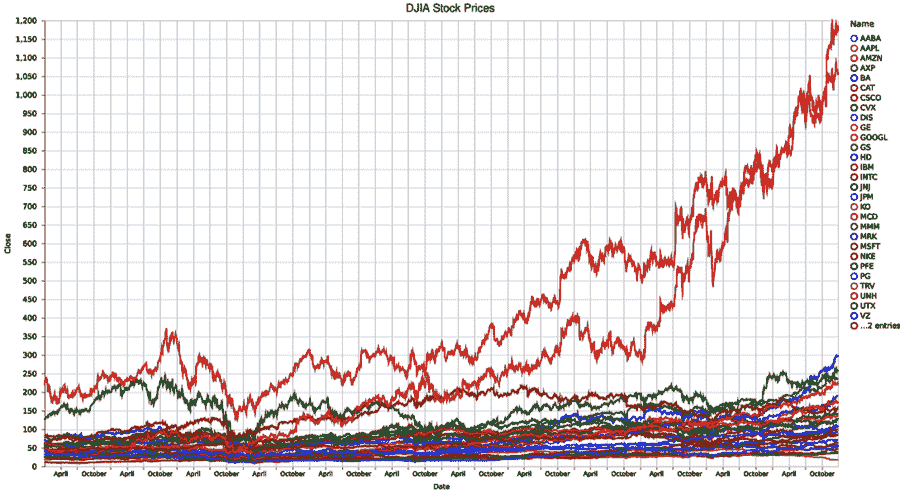 DJIA Stock Prices
1,200
1,150
1,100
1,050
1,000
950
900
850
800
750
700
650
600
550
500
450
400
350
300
250
200
150
100
50
0
Close
April October April October April October April October April October April October April October April October April October April October April October April October
Date
Name
AABA
AAPL
AMZN
AXP
BA
CAT
CSCO
CVX
DIS
GE
GOOGL
GS
HD
IBM
INTC
JNJ
JPM
KO
MCD
MMM
MRK
MSFT
NKE
PFE
PG
TRV
UNH
UTX
VZ
...2 entries